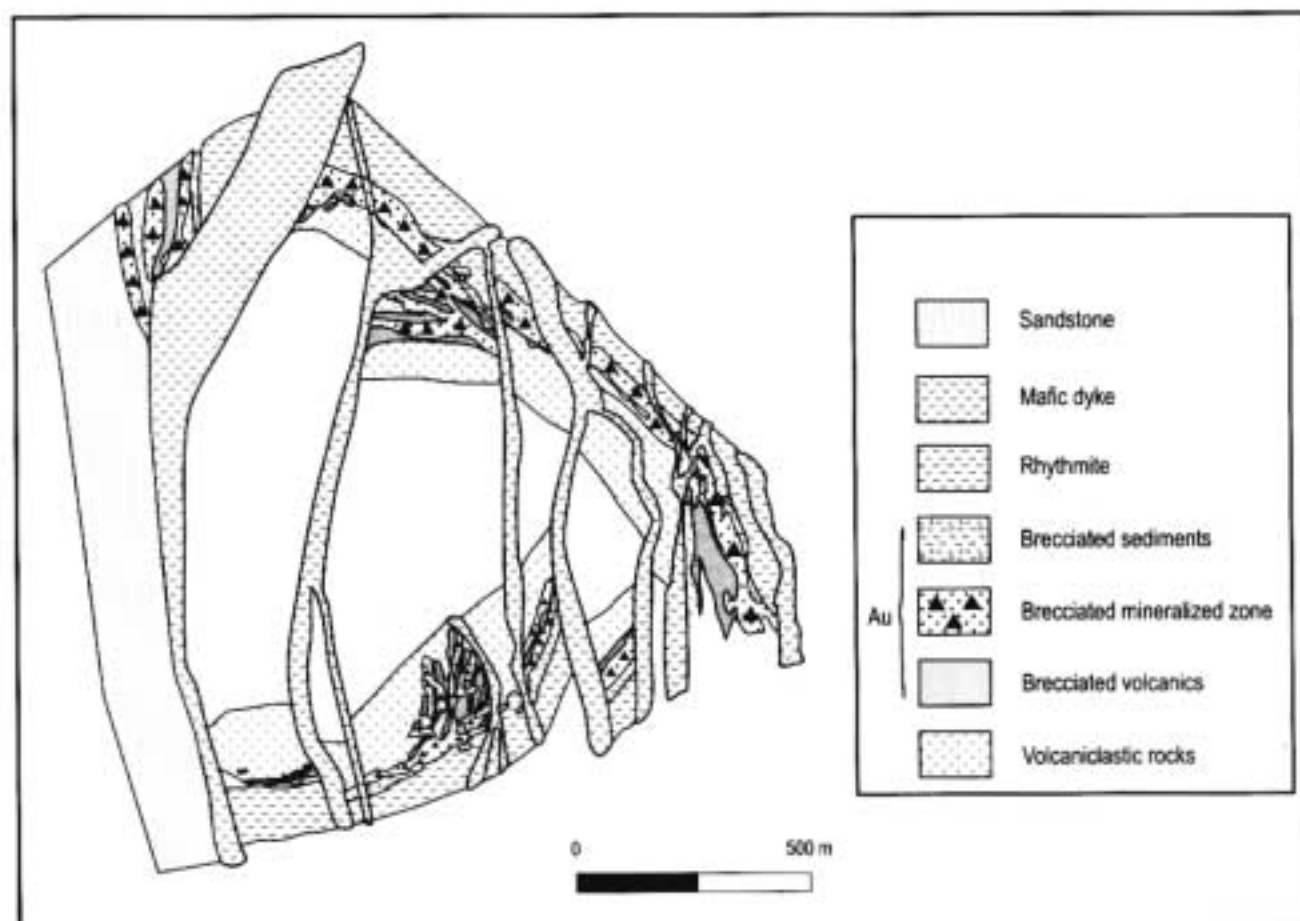 Sandstone
Mafic dyke
Rhythmite
Brecciated sediments
Au
Brecciated mineralized zone
Brecciated volcanics
Volcaniclastic rocks
0 500 m